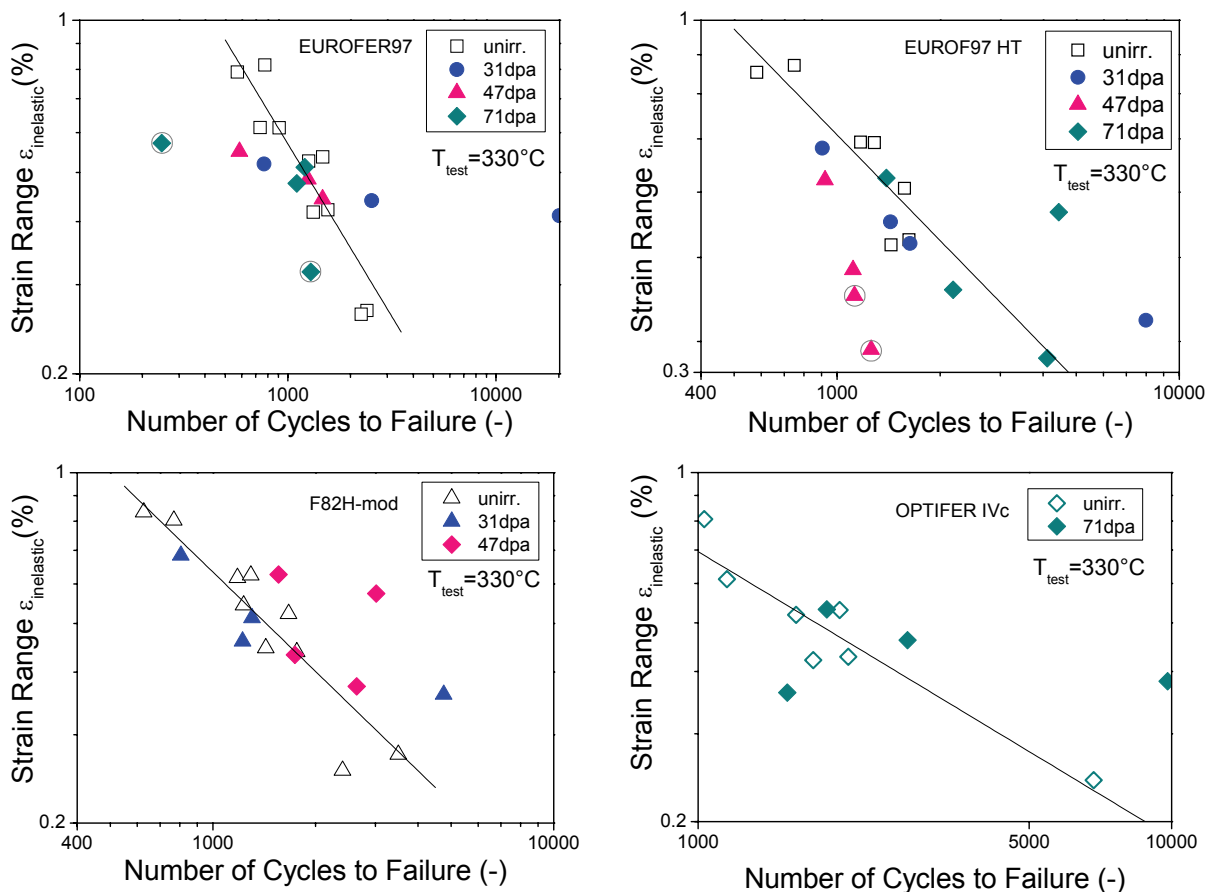 1
EUROFER97
unirr.
31dpa
47dpa
71dpa
T_test=330°C
Strain Range ε_inelastic(%)
0.2
100
1000
10000
Number of Cycles to Failure (-)
1
EUROF97 HT
unirr.
31dpa
47dpa
71dpa
T_test=330°C
Strain Range ε_inelastic(%)
0.3
400
1000
10000
Number of Cycles to Failure (-)
1
F82H-mod
unirr.
31dpa
47dpa
T_test=330°C
Strain Range ε_inelastic(%)
0.2
400
1000
10000
Number of Cycles to Failure (-)
1
OPTIFER IVc
unirr.
71dpa
T_test=330°C
Strain Range ε_inelastic(%)
0.2
1000
5000
10000
Number of Cycles to Failure (-)